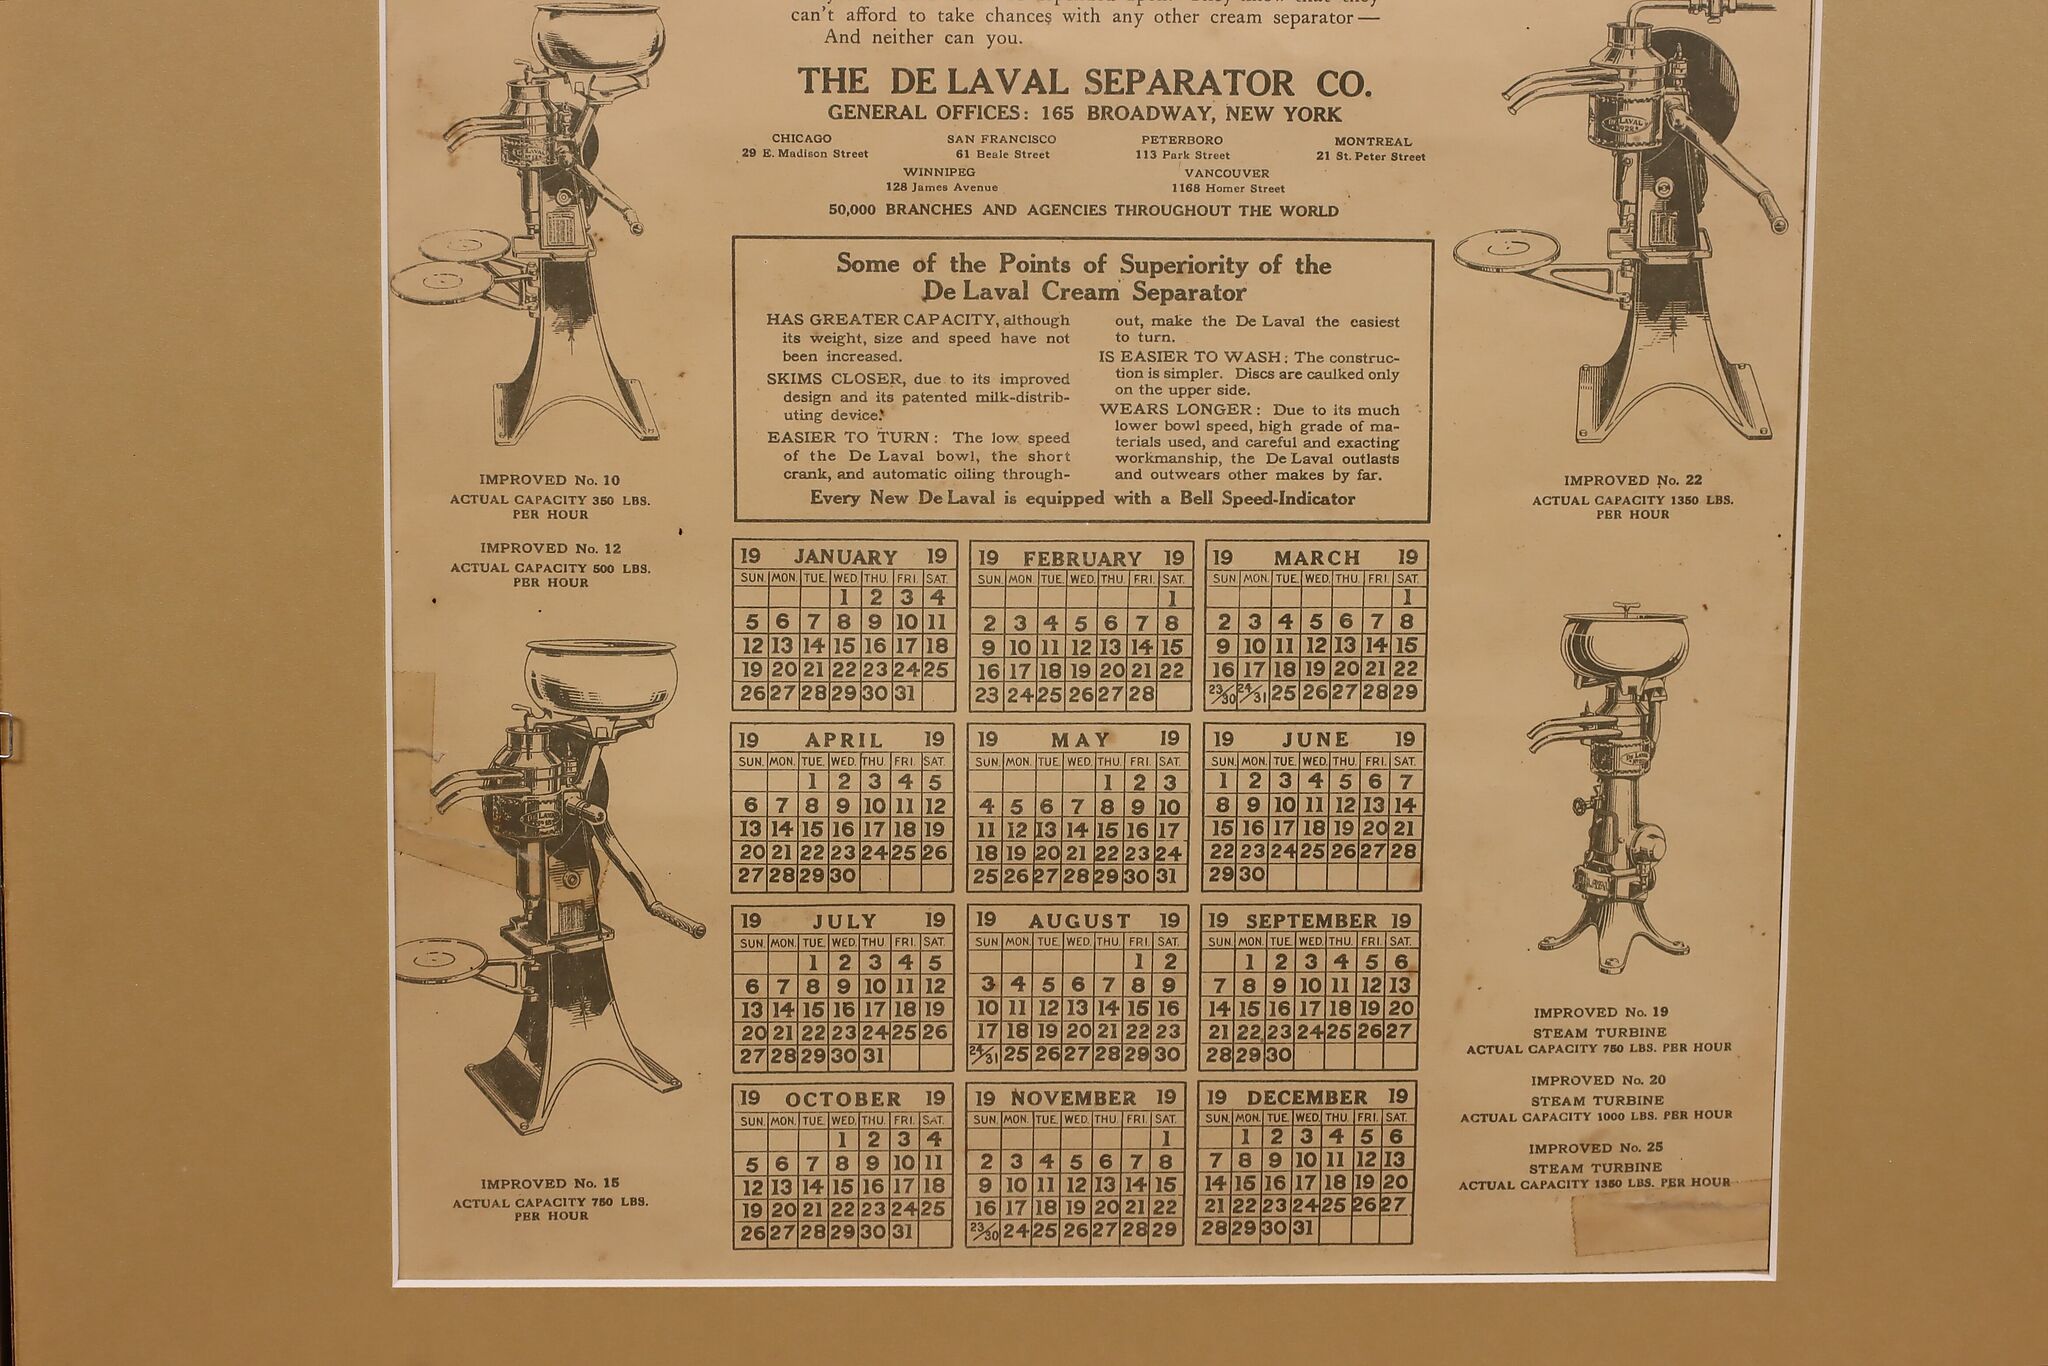 can't afford to take chances with any other cream separator—
And neither can you.
THE DE LAVAL SEPARATOR CO.
GENERAL OFFICES: 165 BROADWAY, NEW YORK
CHICAGO SAN FRANCISCO PETERBORO MONTREAL
29 E. Madison Street 61 Beale Street 113 Park Street 21 St. Peter Street
WINNIPEG VANCOUVER
128 James Avenue 1168 Homer Street
50,000 BRANCHES AND AGENCIES THROUGHOUT THE WORLD
Some of the Points of Superiority of the
De Laval Cream Separator
HAS GREATER CAPACITY, although
its weight, size and speed have not
been increased.
SKIMS CLOSER, due to its improved
design and its patented milk-distrib-
uting device.
EASIER TO TURN: The low speed
of the De Laval bowl, the short
crank, and automatic oiling through-
out, make the De Laval the easiest
to turn.
IS EASIER TO WASH: The construc-
tion is simpler. Discs are caulked only
on the upper side.
WEARS LONGER: Due to its much
lower bowl speed, high grade of ma-
terials used, and careful and exacting
workmanship, the De Laval outlasts
and outwears other makes by far.
Every New De Laval is equipped with a Bell Speed-Indicator
IMPROVED No. 10
ACTUAL CAPACITY 350 LBS.
PER HOUR
IMPROVED No. 12
ACTUAL CAPACITY 500 LBS.
PER HOUR
DE LAVAL
IMPROVED No. 15
ACTUAL CAPACITY 750 LBS.
PER HOUR
19 JANUARY 19
SUN. MON. TUE. WED. THU. FRI. SAT.
1 2 3 4
5 6 7 8 9 10 11
12 13 14 15 16 17 18
19 20 21 22 23 24 25
26 27 28 29 30 31
19 FEBRUARY 19
SUN. MON TUE. WED. THU. FRI. SAT.
1
2 3 4 5 6 7 8
9 10 11 12 13 14 15
16 17 18 19 20 21 22
23 24 25 26 27 28
19 MARCH 19
SUN MON. TUE. WED. THU. FRI. SAT.
1
2 3 4 5 6 7 8
9 10 11 12 13 14 15
16 17 18 19 20 21 22
23/30 24/31 25 26 27 28 29
19 APRIL 19
SUN. MON. TUE. WED. THU. FRI. SAT.
1 2 3 4 5
6 7 8 9 10 11 12
13 14 15 16 17 18 19
20 21 22 23 24 25 26
27 28 29 30
19 MAY 19
SUN. MON. TUE. WED. THU. FRI. SAT.
1 2 3
4 5 6 7 8 9 10
11 12 13 14 15 16 17
18 19 20 21 22 23 24
25 26 27 28 29 30 31
19 JUNE 19
SUN. MON. TUE. WED. THU. FRI. SAT.
1 2 3 4 5 6 7
8 9 10 11 12 13 14
15 16 17 18 19 20 21
22 23 24 25 26 27 28
29 30
19 JULY 19
SUN. MON. TUE. WED. THU. FRI. SAT.
1 2 3 4 5
6 7 8 9 10 11 12
13 14 15 16 17 18 19
20 21 22 23 24 25 26
27 28 29 30 31
19 AUGUST 19
SUN. MON. TUE. WED. THU. FRI. SAT.
1 2
3 4 5 6 7 8 9
10 11 12 13 14 15 16
17 18 19 20 21 22 23
24/31 25 26 27 28 29 30
19 SEPTEMBER 19
SUN. MON. TUE. WED. THU. FRI. SAT.
1 2 3 4 5 6
7 8 9 10 11 12 13
14 15 16 17 18 19 20
21 22 23 24 25 26 27
28 29 30
19 OCTOBER 19
SUN. MON. TUE. WED. THU. FRI. SAT.
1 2 3 4
5 6 7 8 9 10 11
12 13 14 15 16 17 18
19 20 21 22 23 24 25
26 27 28 29 30 31
19 NOVEMBER 19
SUN. MON. TUE. WED. THU. FRI. SAT.
1
2 3 4 5 6 7 8
9 10 11 12 13 14 15
16 17 18 19 20 21 22
23/30 24 25 26 27 28 29
19 DECEMBER 19
SUN. MON. TUE. WED. THU. FRI. SAT.
1 2 3 4 5 6
7 8 9 10 11 12 13
14 15 16 17 18 19 20
21 22 23 24 25 26 27
28 29 30 31
DE LAVAL
IMPROVED No. 22
ACTUAL CAPACITY 1350 LBS.
PER HOUR
IMPROVED No. 19
STEAM TURBINE
ACTUAL CAPACITY 750 LBS. PER HOUR
IMPROVED No. 20
STEAM TURBINE
ACTUAL CAPACITY 1000 LBS. PER HOUR
IMPROVED No. 25
STEAM TURBINE
ACTUAL CAPACITY 1350 LBS. PER HOUR